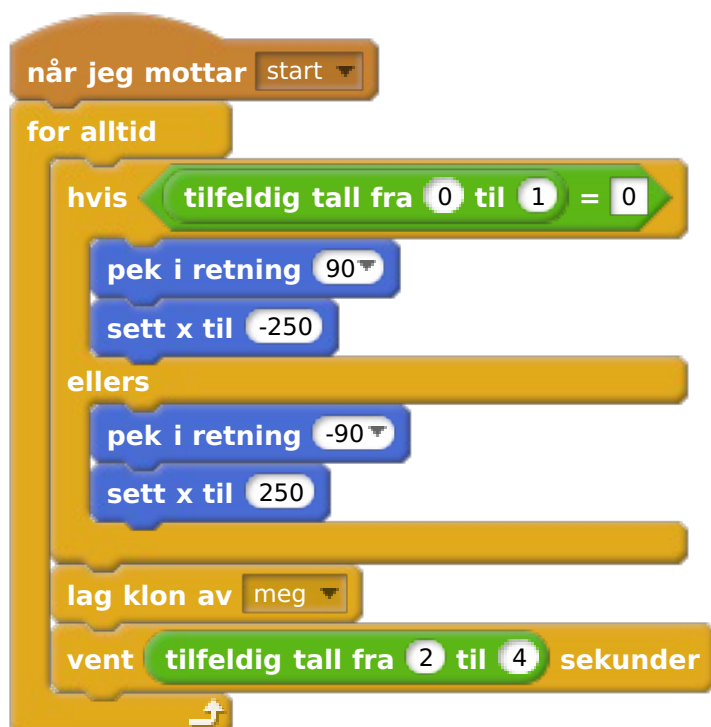 når jeg mottar start
for alltid
hvis tilfeldig tall fra 0 til 1 = 0
pek i retning 90
sett x til -250
ellers
pek i retning -90
sett x til 250
lag klon av meg
vent tilfeldig tall fra 2 til 4 sekunder